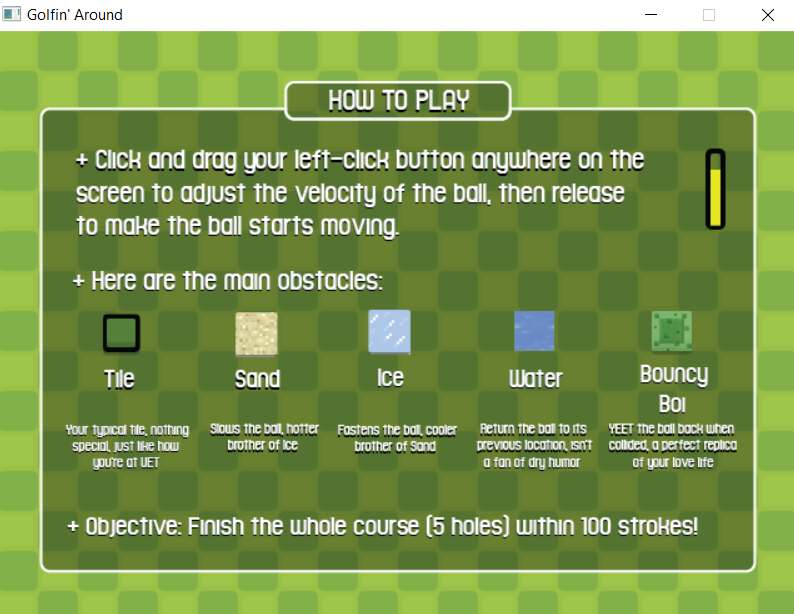 Golfin' Around
HOW TO PLAY
+ Click and drag your left-click button anywhere on the
screen to adjust the velocity of the ball, then release
to make the ball starts moving.
+ Here are the main obstacles:
Tile
Sand
Ice
Water
Bouncy
Boi
Your typical tile, nothing
special, just like how
you're at UET
Slows the ball, hotter
brother of Ice
Fastens the ball, cooler
brother of Sand
Return the ball to its
previous location, isn't
a fan of dry humor
YEET the ball back when
collided, a perfect replica
of your love life
+ Objective: Finish the whole course (5 holes) within 100 strokes!